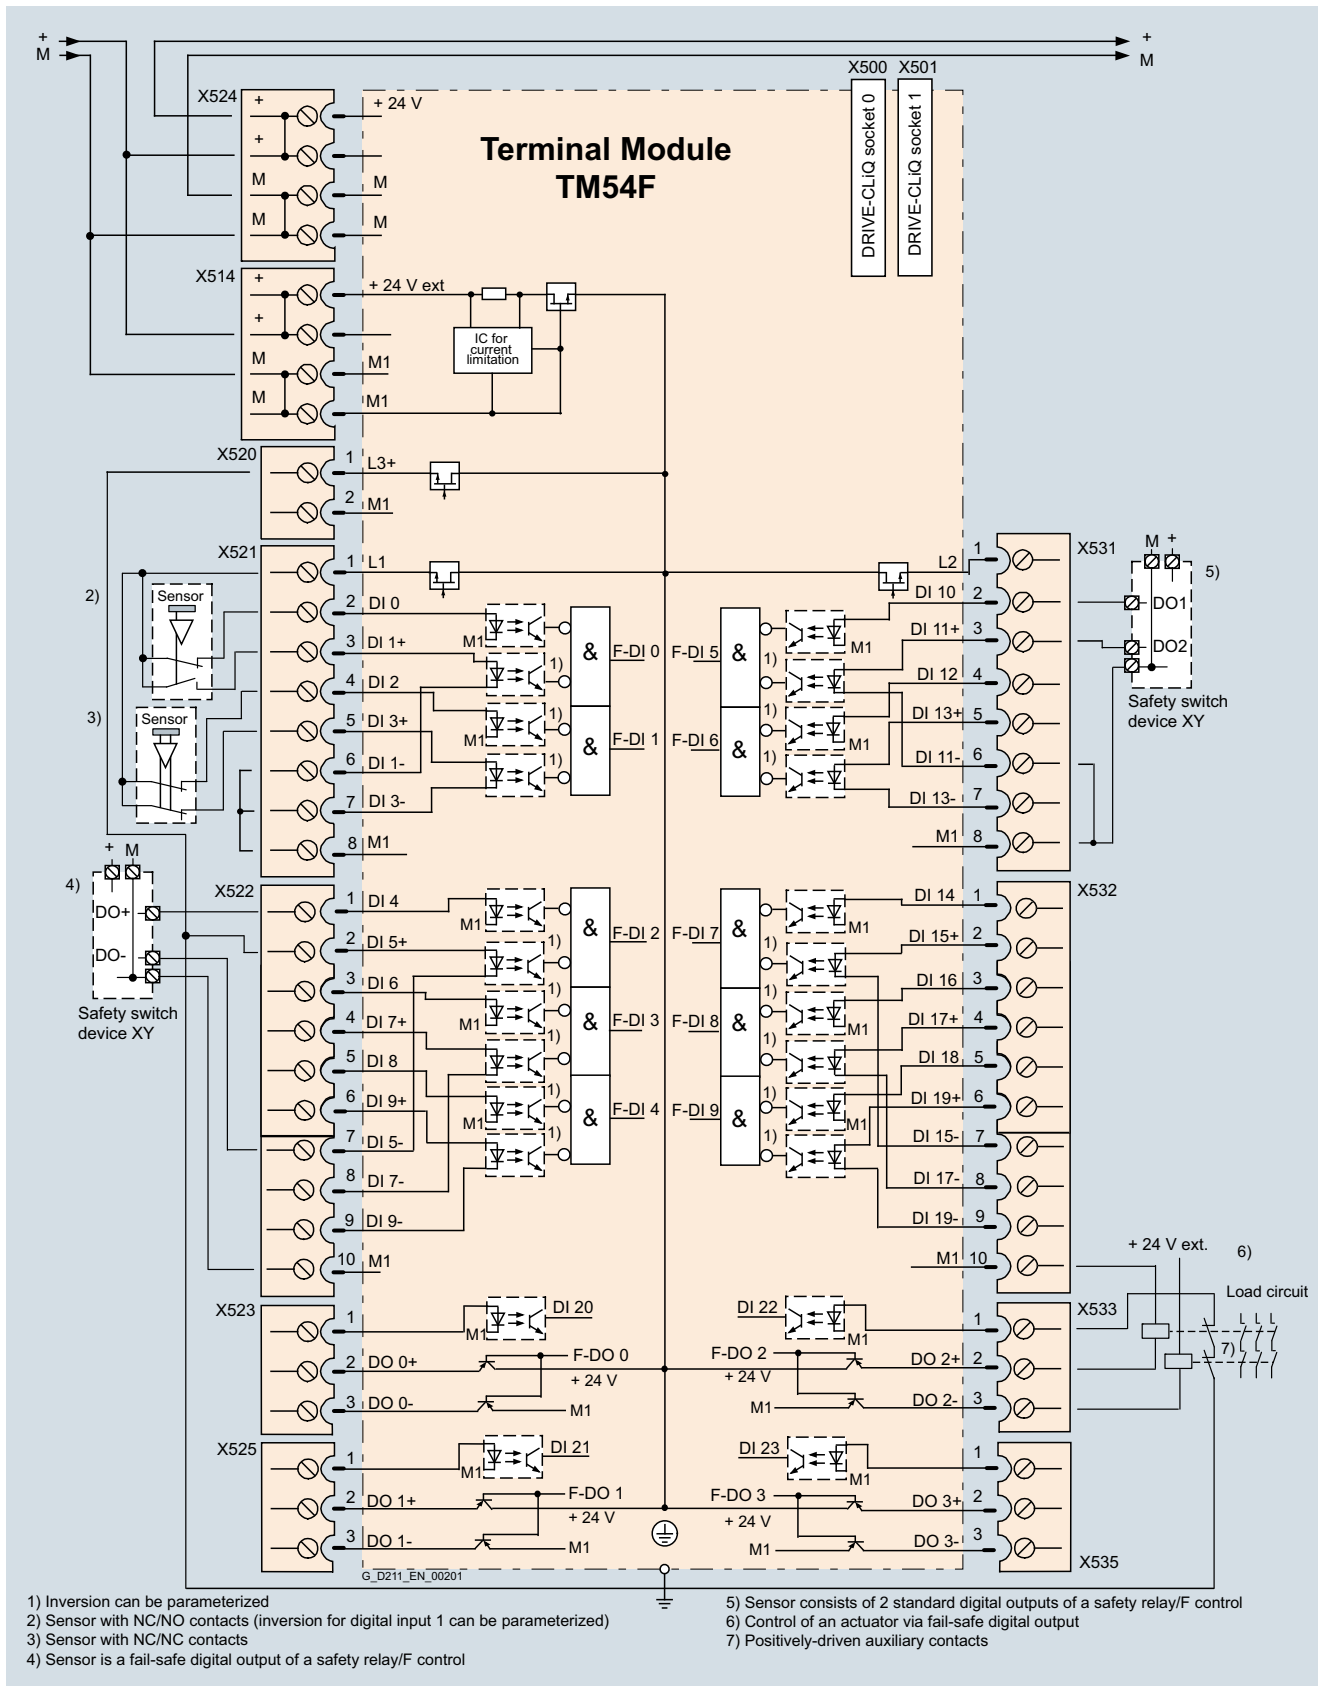 +
M
+
M
X500
X501
DRIVE-CLiQ socket 0
DRIVE-CLiQ socket 1
Terminal Module
TM54F
X524
+
+ 24 V
+
M
M
M
M
X514
+
+ 24 V ext
+
M
M1
M
M1
IC for
current
limitation
X520
1
L3+
2
M1
X521
1
L1
2
DI 0
3
DI 1+
4
DI 2
5
DI 3+
6
DI 1-
7
DI 3-
8
M1
2)
Sensor
3)
Sensor
M1
1)
1)
M1
1)
&
F-DI 0
&
F-DI 1
F-DI 5
&
F-DI 6
&
1)
M1
1)
1)
M1
X531
L2
1
DI 10
2
DI 11+
3
DI 12
4
DI 13+
5
DI 11-
6
DI 13-
7
M1
8
M
+
5)
DO1
DO2
Safety switch
device XY
+
M
4)
DO+
DO-
Safety switch
device XY
X522
1
DI 4
2
DI 5+
3
DI 6
4
DI 7+
5
DI 8
6
DI 9+
7
DI 5-
8
DI 7-
9
DI 9-
10
M1
M1
1)
1)
M1
1)
1)
M1
1)
&
F-DI 2
&
F-DI 3
&
F-DI 4
F-DI 7
&
F-DI 8
&
F-DI 9
&
M1
1)
1)
M1
1)
1)
M1
1)
X532
DI 14
1
DI 15+
2
DI 16
3
DI 17+
4
DI 18
5
DI 19+
6
DI 15-
7
DI 17-
8
DI 19-
9
M1
10
+ 24 V ext.
6)
Load circuit
7)
L
L
L
X523
1
M1
DI 20
2
DO 0+
F-DO 0
+ 24 V
3
DO 0-
M1
X533
DI 22
M1
1
F-DO 2
+ 24 V
DO 2+
2
M1
DO 2-
3
X525
1
M1
DI 21
2
DO 1+
F-DO 1
+ 24 V
3
DO 1-
M1
DI 23
M1
1
F-DO 3
+ 24 V
DO 3+
2
M1
DO 3-
3
X535
G_D211_EN_00201
1) Inversion can be parameterized
2) Sensor with NC/NO contacts (inversion for digital input 1 can be parameterized)
3) Sensor with NC/NC contacts
4) Sensor is a fail-safe digital output of a safety relay/F control
5) Sensor consists of 2 standard digital outputs of a safety relay/F control
6) Control of an actuator via fail-safe digital output
7) Positively-driven auxiliary contacts